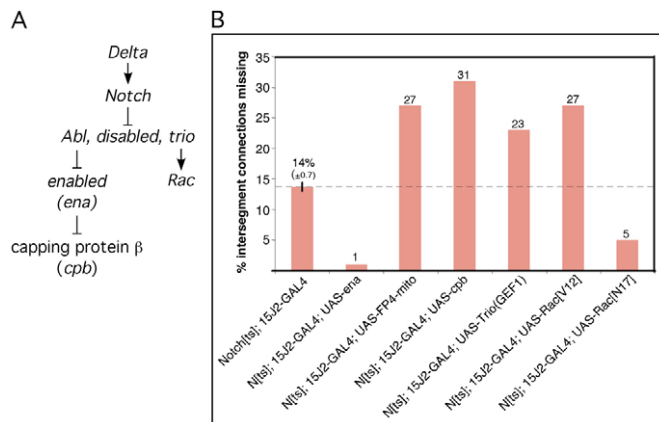 A
Delta
Notch
Abl, disabled, trio
enabled
(ena)
Rac
capping protein β
(cpb)
B
% intersegment connections missing
35
30
25
20
15
10
5
14%
(±0.7)
1
27
31
23
27
5
Notch[ts]; 15J2-GAL4
N[ts]; 15J2-GAL4; UAS-ena
N[ts]; 15J2-GAL4; UAS-FP4-mito
N[ts]; 15J2-GAL4; UAS-cpb
N[ts]; 15J2-GAL4; UAS-Trio(GEF1)
N[ts]; 15J2-GAL4; UAS-Rac[V12]
N[ts]; 15J2-GAL4; UAS-Rac[N17]